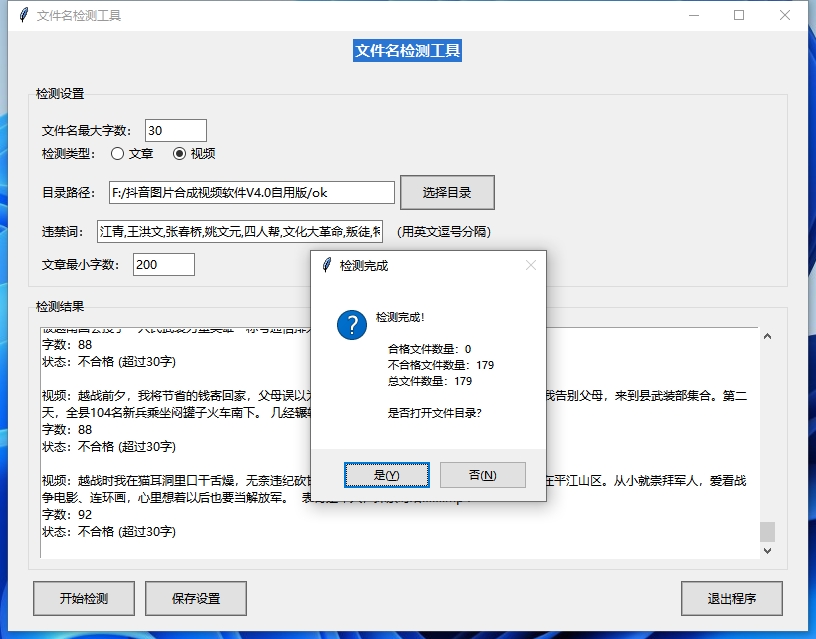 文件名检测工具
文件名检测工具
检测设置
文件名最大字数： 30
检测类型： 文章 视频
目录路径： F:/抖音图片合成视频软件V4.0自用版/ok 选择目录
违禁词： 江青,王洪文,张春桥,姚文元,四人帮,文化大革命,叛徒, （用英文逗号分隔）
文章最小字数： 200
检测完成
检测完成!
合格文件数量：0
不合格文件数量：179
总文件数量：179
是否打开文件目录?
是(Y) 否(N)
检测结果
字数：88
状态：不合格 (超过30字)
视频：越战前夕，我将节省的钱寄回家，父母误以 我告别父母，来到县武装部集合。第二
天，全县104名新兵乘坐闷罐子火车南下。 几经辗
字数：88
状态：不合格 (超过30字)
视频：越战时我在猫耳洞里口干舌燥，无奈违纪砍 在平江山区。从小就崇拜军人，爱看战
争电影、连环画，心里想着以后也要当解放军。
字数：92
状态：不合格 (超过30字)
开始检测 保存设置 退出程序